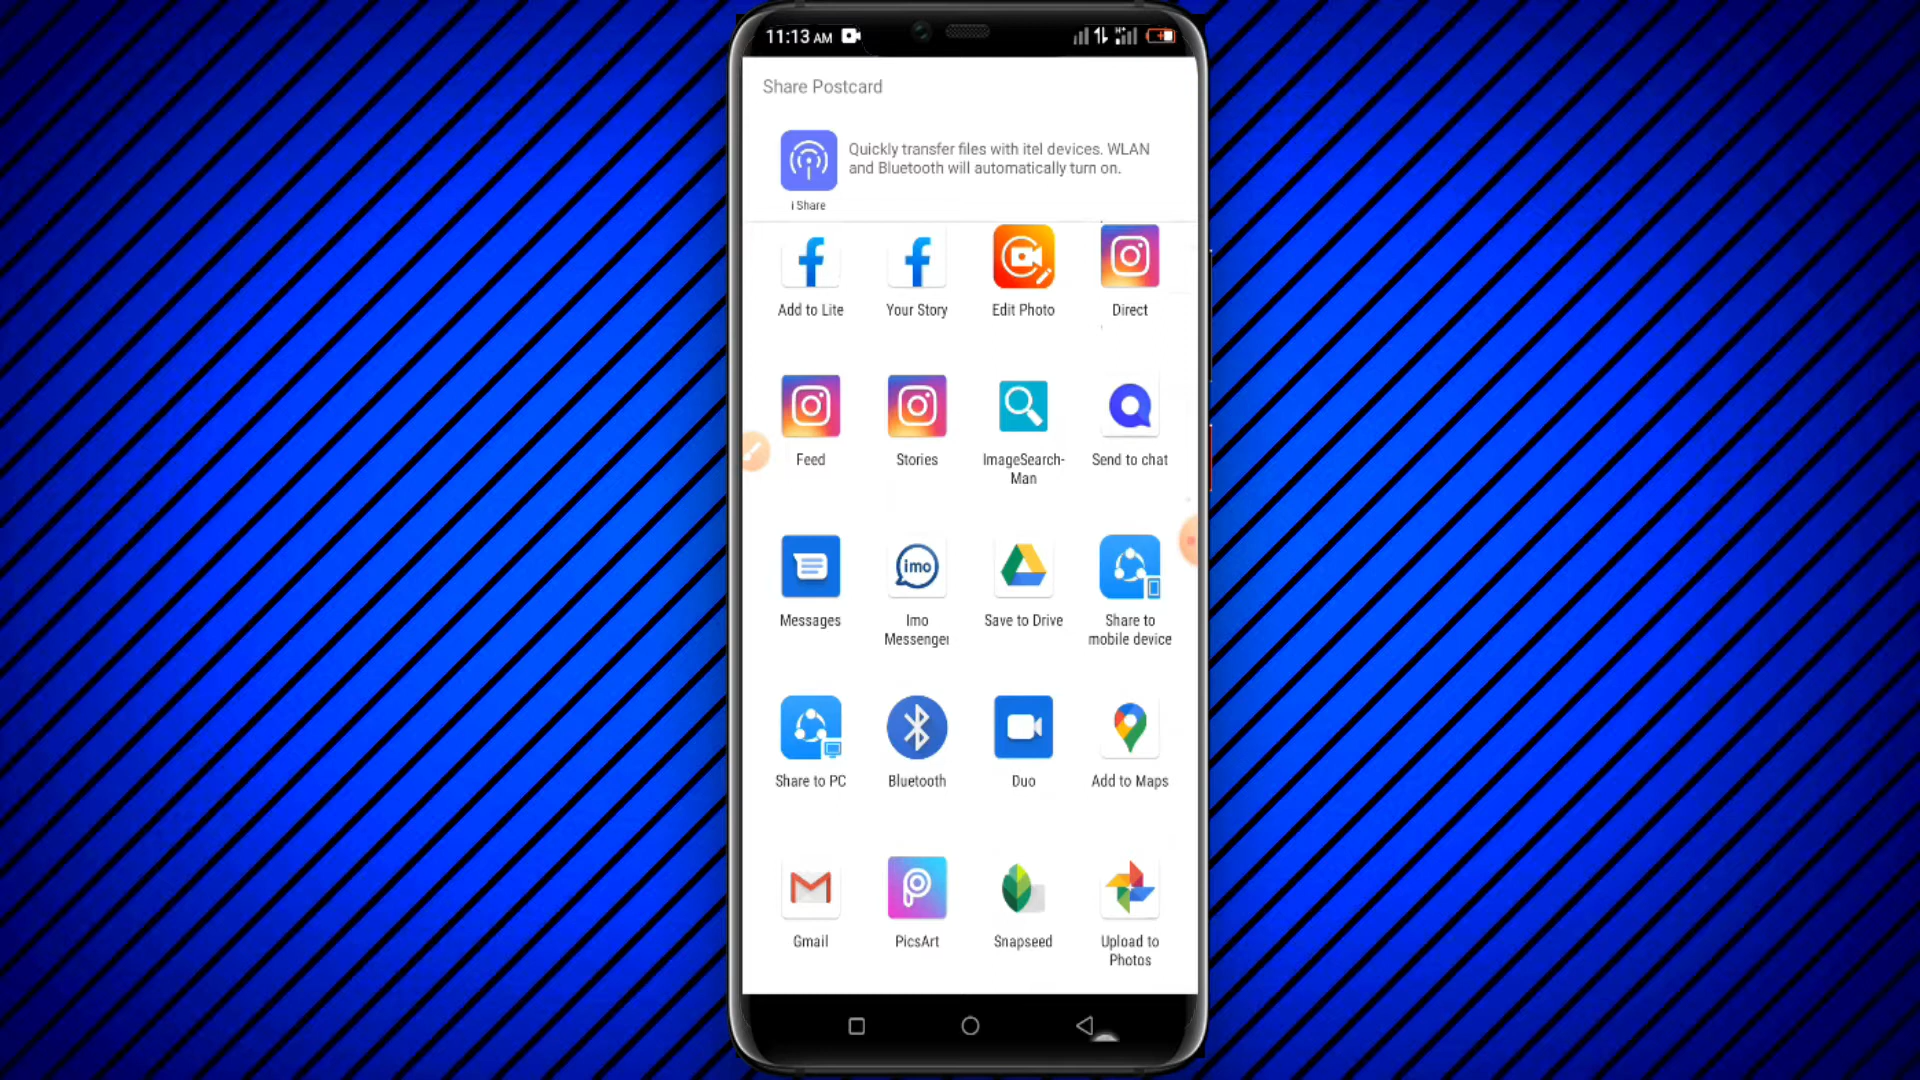 11:13 AM
Share Postcard
Quickly transfer files with itel devices. WLAN
and Bluetooth will automatically turn on.
i Share
Add to Lite
Your Story
Edit Photo
Direct
Feed
Stories
ImageSearch-
Man
Send to chat
imo
Messages
Imo
Messenger
Save to Drive
Share to
mobile device
Share to PC
Bluetooth
Duo
Add to Maps
Gmail
PicsArt
Snapseed
Upload to
Photos